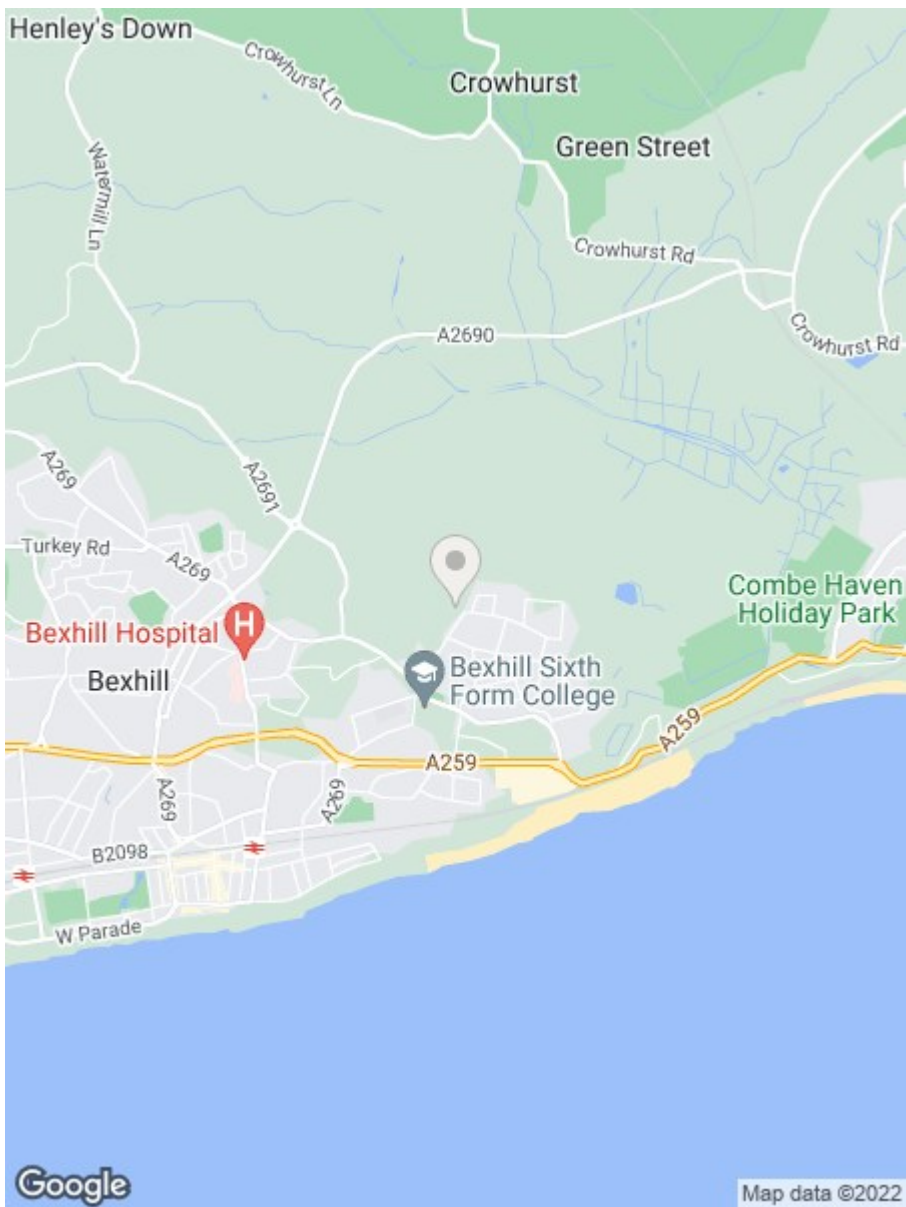 Henley's Down
Crowhurst Ln
Crowhurst
Green Street
Watermill Ln
Crowhurst Rd
A2690
Crowhurst Rd
A269
A2691
Turkey Rd
A269
Combe Haven
Holiday Park
Bexhill Hospital
H
Bexhill
Bexhill Sixth
Form College
A259
A259
A269
A269
B2098
W Parade
Google
Map data ©2022